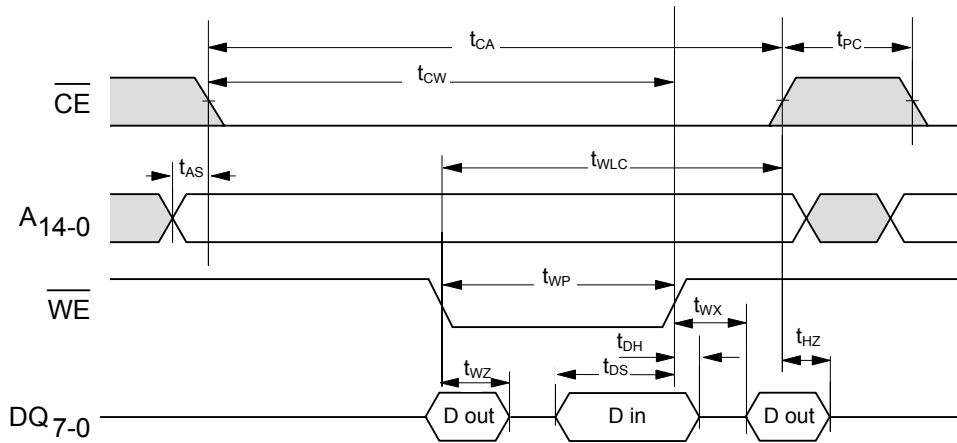 tCA
tPC
tCW
CE
tWLC
tAS
A14-0
tWP
WE
tWX
tDH
tHZ
tWZ
tDS
DQ7-0
D out
D in
D out